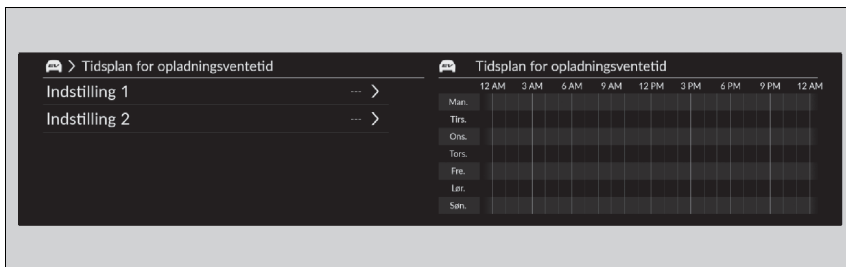 > Tidsplan for opladningsventetid
Indstilling 1 --- >
Indstilling 2 --- >
Tidsplan for opladningsventetid
12 AM 3 AM 6 AM 9 AM 12 PM 3 PM 6 PM 9 PM 12 AM
Man.
Tirs.
Ons.
Tors.
Fre.
Lør.
Søn.